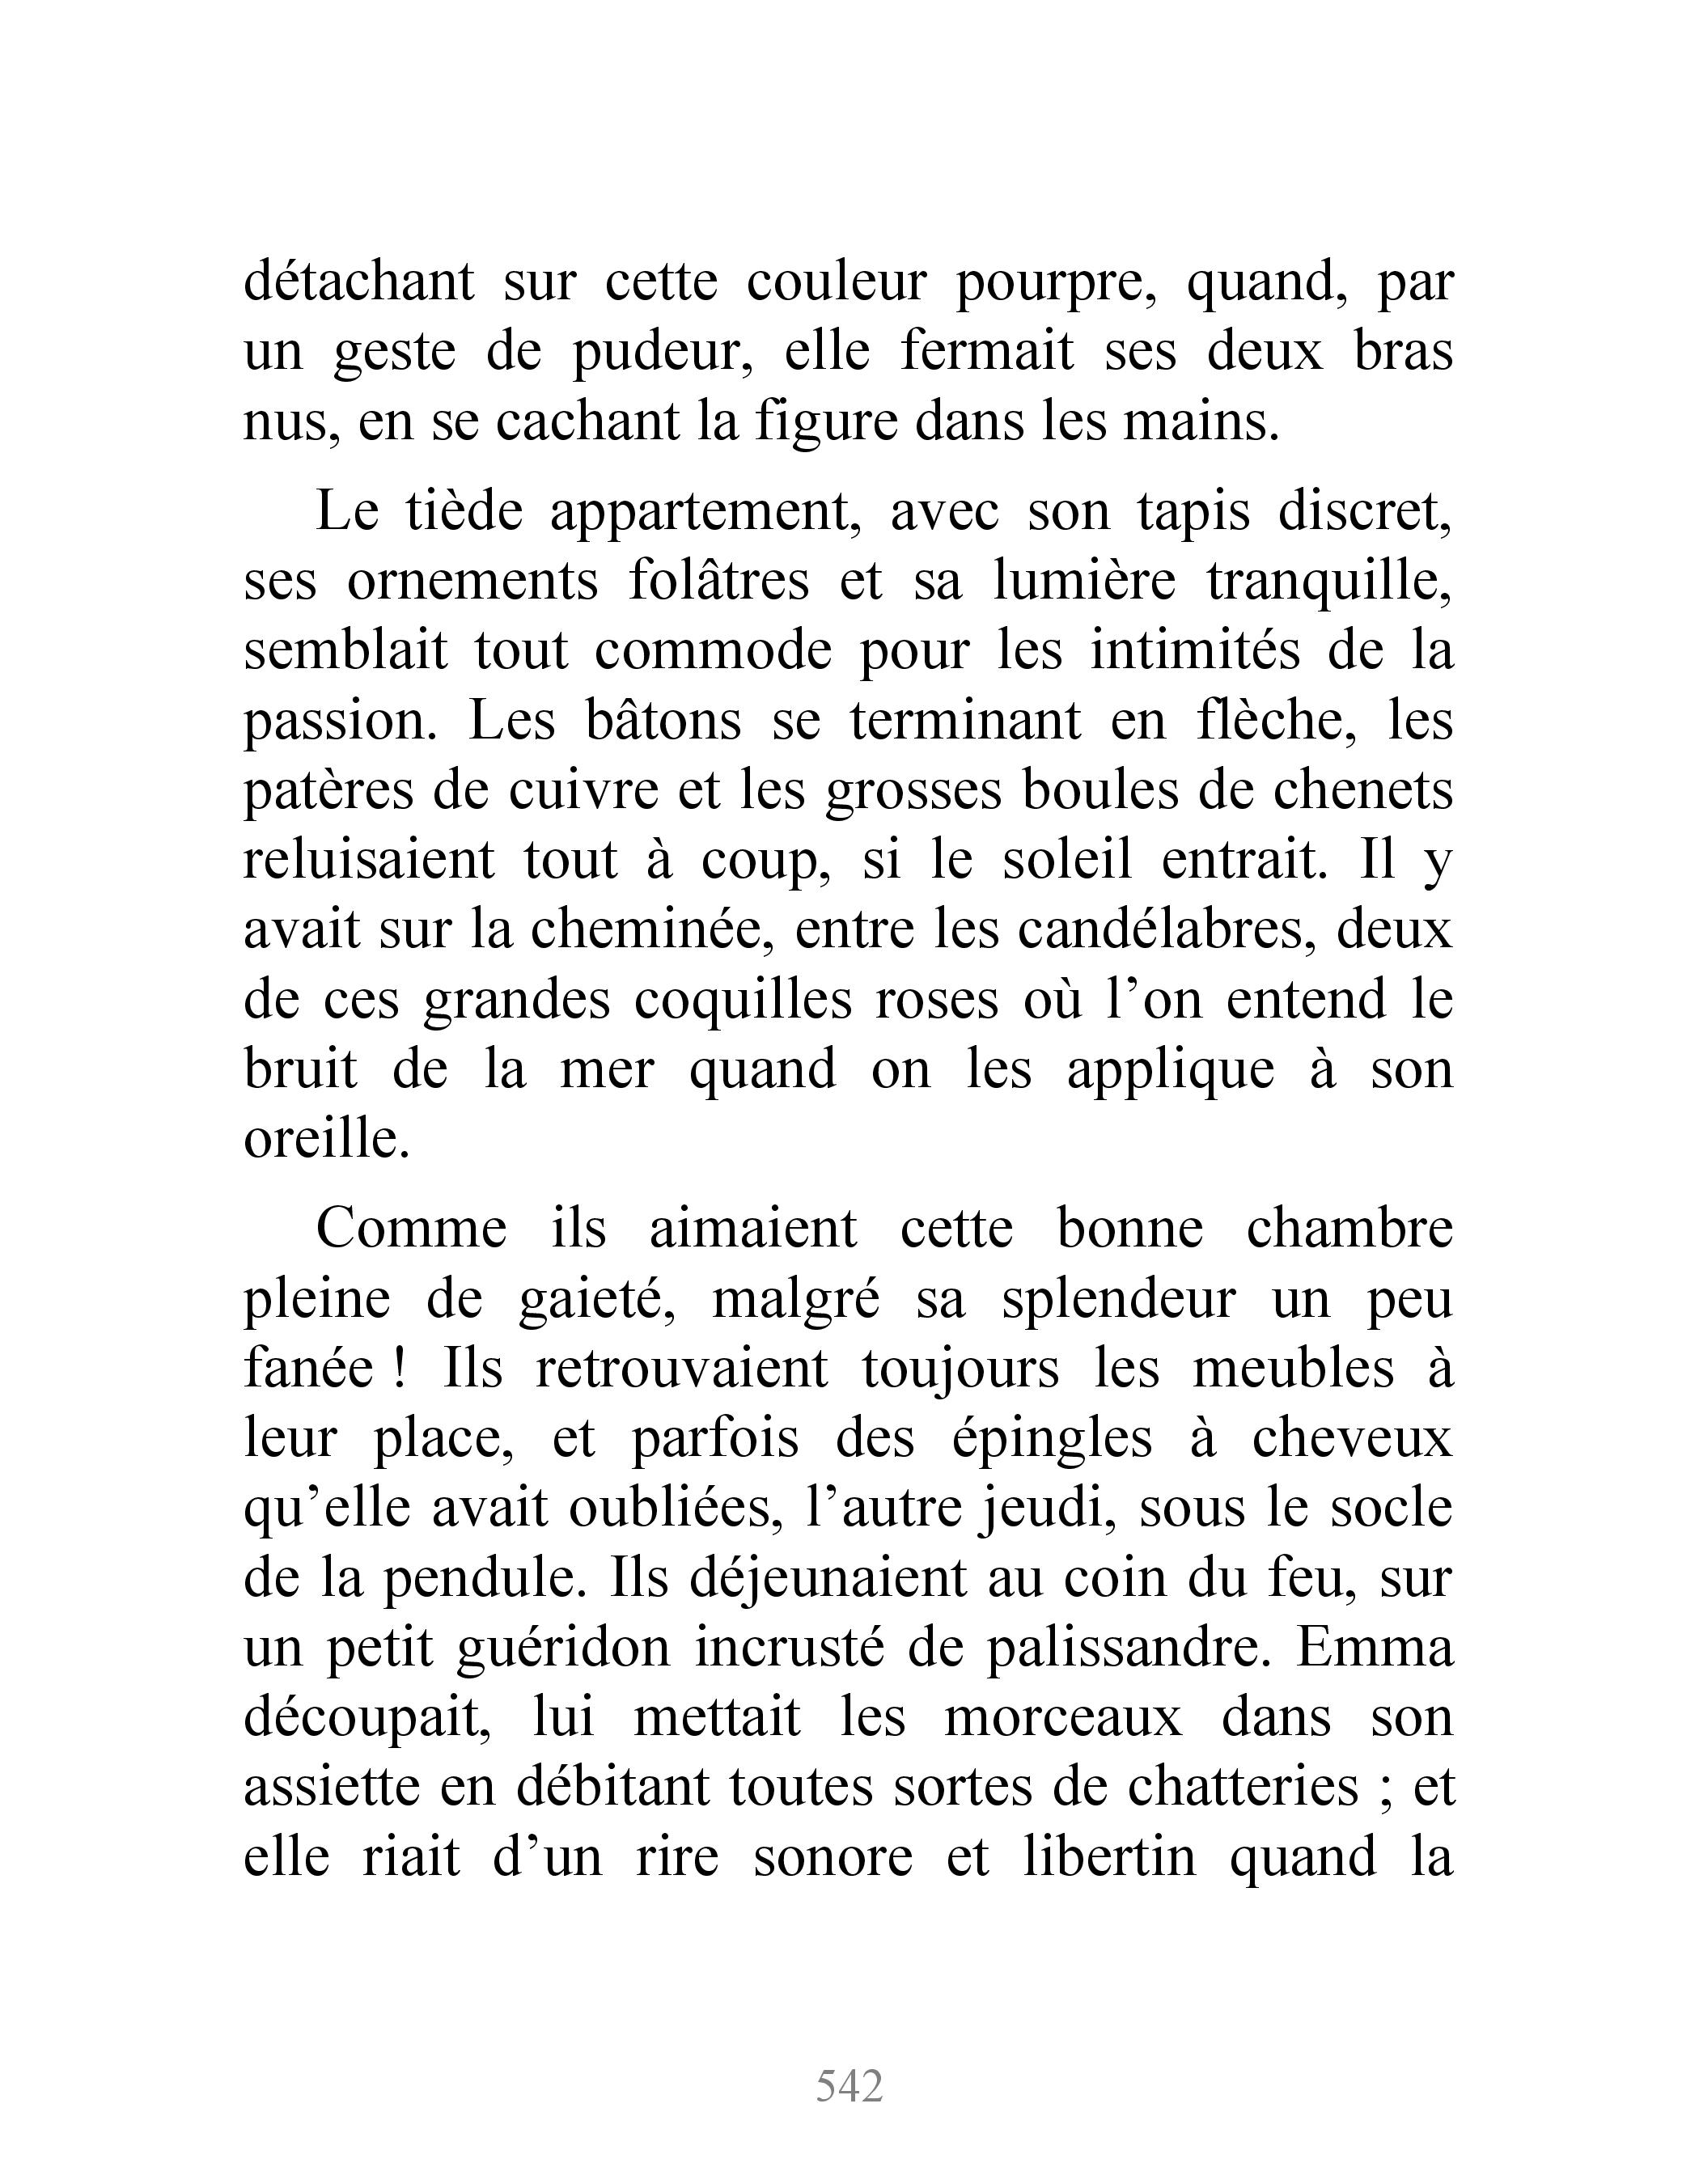 détachant sur cette couleur pourpre, quand, par
un geste de pudeur, elle fermait ses deux bras
nus, en se cachant la figure dans les mains.
Le tiède appartement, avec son tapis discret,
ses ornements folâtres et sa lumière tranquille,
semblait tout commode pour les intimités de la
passion. Les bâtons se terminant en flèche, les
patères de cuivre et les grosses boules de chenets
reluisaient tout à coup, si le soleil entrait. Il y
avait sur la cheminée, entre les candélabres, deux
de ces grandes coquilles roses où l’on entend le
bruit de la mer quand on les applique à son
oreille.
Comme ils aimaient cette bonne chambre
pleine de gaieté, malgré sa splendeur un peu
fanée ! Ils retrouvaient toujours les meubles à
leur place, et parfois des épingles à cheveux
qu’elle avait oubliées, l’autre jeudi, sous le socle
de la pendule. Ils déjeunaient au coin du feu, sur
un petit guéridon incrusté de palissandre. Emma
découpait, lui mettait les morceaux dans son
assiette en débitant toutes sortes de chatteries ; et
elle riait d’un rire sonore et libertin quand la
542